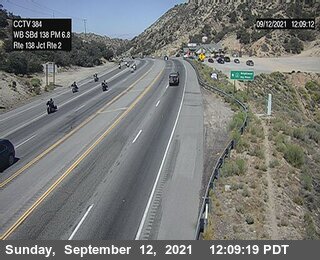 CCTV 384
WB SBd 138 PM 6.8
Rte 138 Jct Rte 2
09/12/2021 12:09:12
Sunday, September 12, 2021 12:09:19 PDT